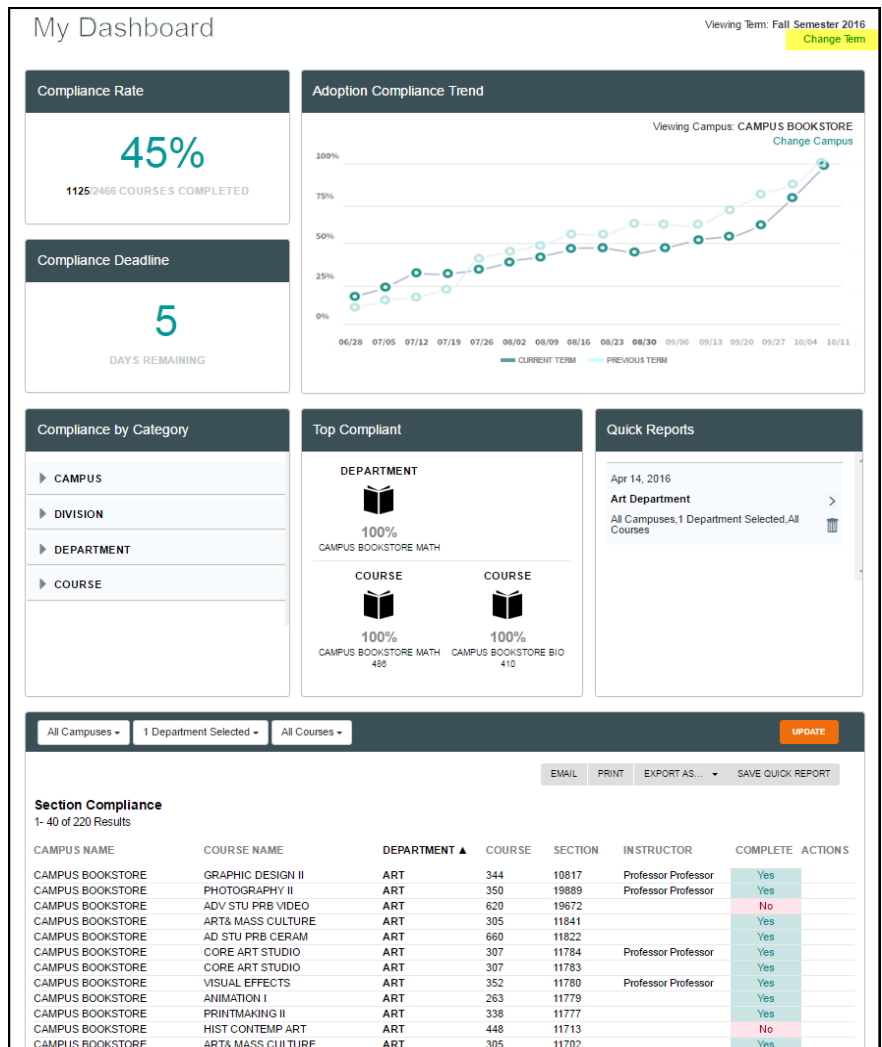 My Dashboard
Viewing Term: Fall Semester 2016
Change Term
Compliance Rate
45%
1125/2466 COURSES COMPLETED
Compliance Deadline
5
DAYS REMAINING
Adoption Compliance Trend
Viewing Campus: CAMPUS BOOKSTORE
Change Campus
100%
75%
50%
25%
0%
06/28 07/05 07/12 07/19 07/26 08/02 08/09 08/16 08/23 08/30 09/06 09/13 09/20 09/27 10/04 10/11
CURRENT TERM PREVIOUS TERM
Compliance by Category
CAMPUS
DIVISION
DEPARTMENT
COURSE
Top Compliant
DEPARTMENT
100%
CAMPUS BOOKSTORE MATH
COURSE COURSE
100% 100%
CAMPUS BOOKSTORE MATH CAMPUS BOOKSTORE BIO
486 410
Quick Reports
Apr 14, 2016
Art Department
All Campuses,1 Department Selected,All
Courses
All Campuses 1 Department Selected All Courses UPDATE
EMAIL PRINT EXPORT AS... SAVE QUICK REPORT
Section Compliance
1- 40 of 220 Results
CAMPUS NAME COURSE NAME DEPARTMENT ▲ COURSE SECTION INSTRUCTOR COMPLETE ACTIONS
CAMPUS BOOKSTORE GRAPHIC DESIGN II ART 344 10817 Professor Professor Yes
CAMPUS BOOKSTORE PHOTOGRAPHY II ART 350 19889 Professor Professor Yes
CAMPUS BOOKSTORE ADV STU PRB VIDEO ART 620 19672 No
CAMPUS BOOKSTORE ART& MASS CULTURE ART 305 11841 Yes
CAMPUS BOOKSTORE AD STU PRB CERAM ART 660 11822 Yes
CAMPUS BOOKSTORE CORE ART STUDIO ART 307 11784 Professor Professor Yes
CAMPUS BOOKSTORE CORE ART STUDIO ART 307 11783 Yes
CAMPUS BOOKSTORE VISUAL EFFECTS ART 352 11780 Professor Professor Yes
CAMPUS BOOKSTORE ANIMATION I ART 263 11779 Yes
CAMPUS BOOKSTORE PRINTMAKING II ART 338 11777 Yes
CAMPUS BOOKSTORE HIST CONTEMP ART ART 448 11713 No
CAMPUS BOOKSTORE ART& MASS CULTURE ART 305 11702 Yes